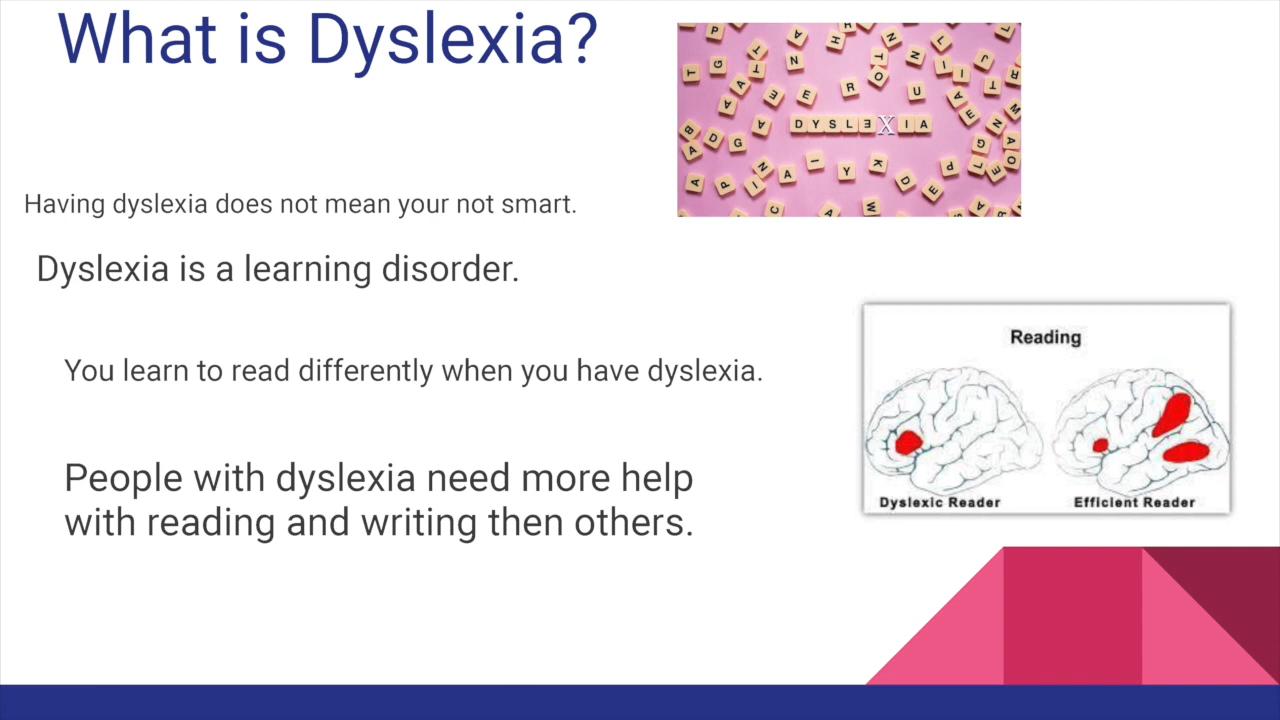 What is Dyslexia?
DYSLEXIA
Having dyslexia does not mean your not smart.
Dyslexia is a learning disorder.
You learn to read differently when you have dyslexia.
People with dyslexia need more help
with reading and writing then others.
Reading
Dyslexic Reader
Efficient Reader